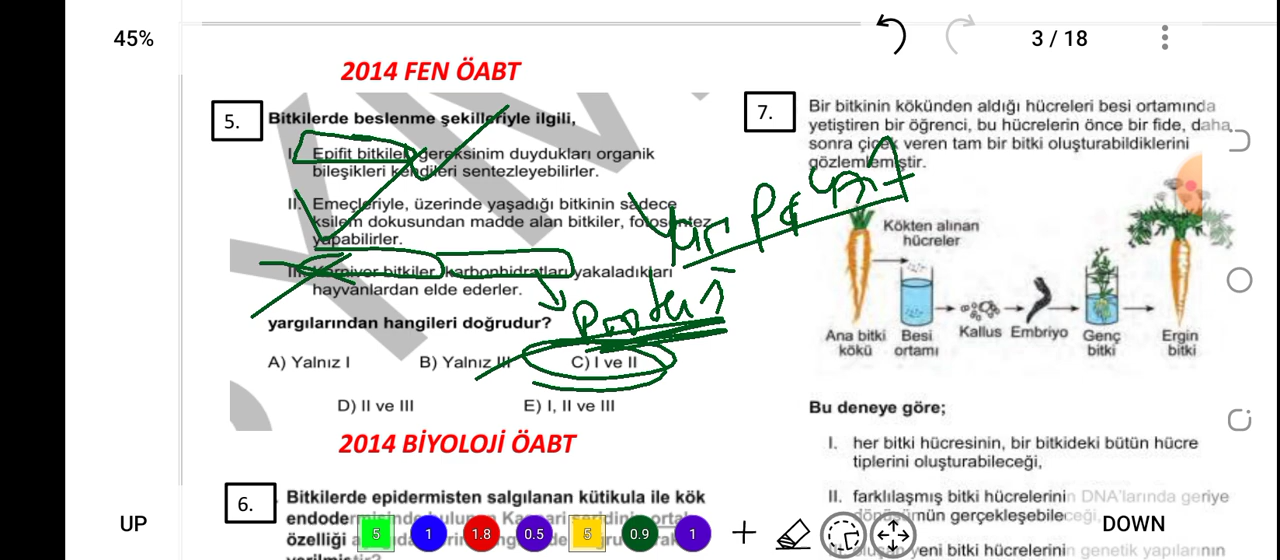 45%
3 / 18
2014 FEN ÖABT
5.
Bitkilerde beslenme şekilleriyle ilgili,
I. Epifit bitkiler gereksinim duydukları organik
bileşikleri kendileri sentezleyebilirler.
II. Emeçleriyle, üzerinde yaşadığı bitkinin sadece
ksilem dokusundan madde alan bitkiler, fotosentez
yapabilirler.
III. Karnivor bitkiler, karbonhidratları yakaladıkları
hayvanlardan elde ederler.
yargılarından hangileri doğrudur?
A) Yalnız I
B) Yalnız III
C) I ve II
D) II ve III
E) I, II ve III
Yarı Parazit
Protein
2014 BİYOLOJİ ÖABT
6.
Bitkilerde epidermisten salgılanan kütikula ile kök
özelliği
7.
Bir bitkinin kökünden aldığı hücreleri besi ortamında
yetiştiren bir öğrenci, bu hücrelerin önce bir fide, daha
sonra çiçek veren tam bir bitki oluşturabildiklerini
gözlemlemiştir.
Kökten alınan
hücreler
Ana bitki
kökü
Besi
ortamı
Kallus
Embriyo
Genç
bitki
Ergin
bitki
Bu deneye göre;
I. her bitki hücresinin, bir bitkideki bütün hücre
tiplerini oluşturabileceği,
II. farklılaşmış bitki hücrelerinin DNA'larında geriye
dönüşümün gerçekleşebileceği,
yeni bitki hücrelerinin genetik yapılarının
UP
5
1
1.8
0.5
5
0.9
1
DOWN